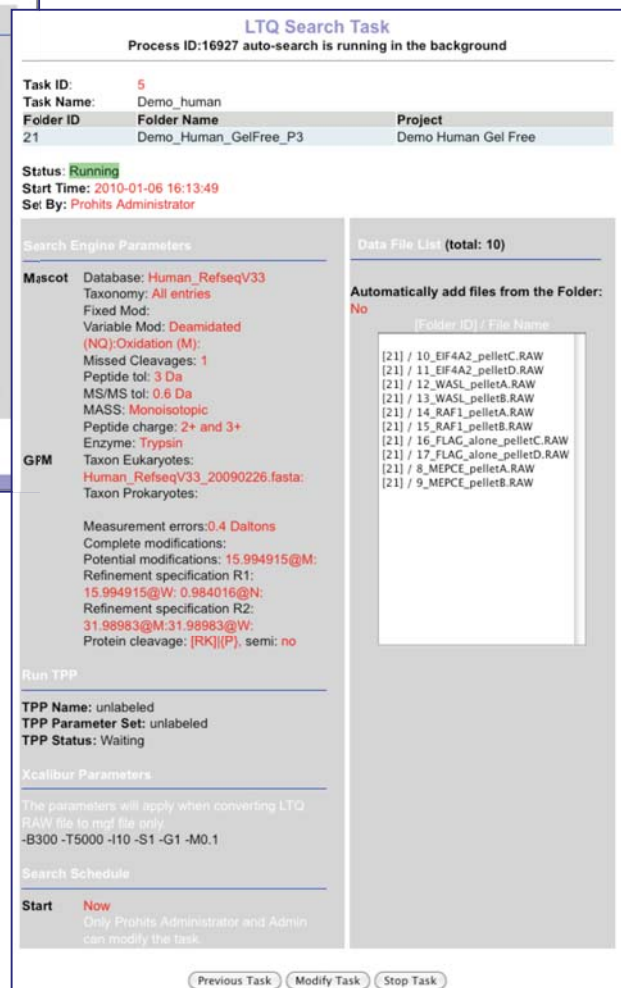 LTQ Search Task
Process ID:16927 auto-search is running in the background
Task ID: 5
Task Name: Demo_human
Folder ID Folder Name Project
21 Demo_Human_GelFree_P3 Demo Human Gel Free
Status: Running
Start Time: 2010-01-06 16:13:49
Set By: Prohits Administrator
Search Engine Parameters
Mascot Database: Human_RefseqV33
Taxonomy: All entries
Fixed Mod:
Variable Mod: Deamidated
(NQ):Oxidation (M):
Missed Cleavages: 1
Peptide tol: 3 Da
MS/MS tol: 0.6 Da
MASS: Monoisotopic
Peptide charge: 2+ and 3+
Enzyme: Trypsin
GPM Taxon Eukaryotes:
Human_RefseqV33_20090226.fasta:
Taxon Prokaryotes:
Measurement errors:0.4 Daltons
Complete modifications:
Potential modifications: 15.994915@M:
Refinement specification R1:
15.994915@W: 0.984016@N:
Refinement specification R2:
31.98983@M:31.98983@W:
Protein cleavage: [RK]|{P}, semi: no
Run TPP
TPP Name: unlabeled
TPP Parameter Set: unlabeled
TPP Status: Waiting
Xcalibur Parameters
The parameters will apply when converting LTQ
RAW file to mgf file only.
-B300 -T5000 -I10 -S1 -G1 -M0.1
Search Schedule
Start Now
Only Prohits Administrator and Admin
can modify the task.
Data File List (total: 10)
Automatically add files from the Folder:
No
[Folder ID] / File Name
[21] / 10_EIF4A2_pelletC.RAW
[21] / 11_EIF4A2_pelletD.RAW
[21] / 12_WASL_pelletA.RAW
[21] / 13_WASL_pelletB.RAW
[21] / 14_RAF1_pelletA.RAW
[21] / 15_RAF1_pelletB.RAW
[21] / 16_FLAG_alone_pelletC.RAW
[21] / 17_FLAG_alone_pelletD.RAW
[21] / 8_MEPCE_pelletA.RAW
[21] / 9_MEPCE_pelletB.RAW
Previous Task Modify Task Stop Task